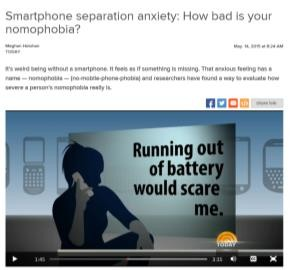 Smartphone separation anxiety: How bad is your
nomophobia?
Meghan Holohan
TODAY
May. 14, 2015 at 8:24 AM
It's weird being without a smartphone. It feels as if something is missing. That anxious feeling has a
name — nomophobia — (no-mobile-phone-phobia) and researchers have found a way to evaluate how
severe a person's nomophobia really is.
Running out
of battery
would scare
me.
TODAY
1:45